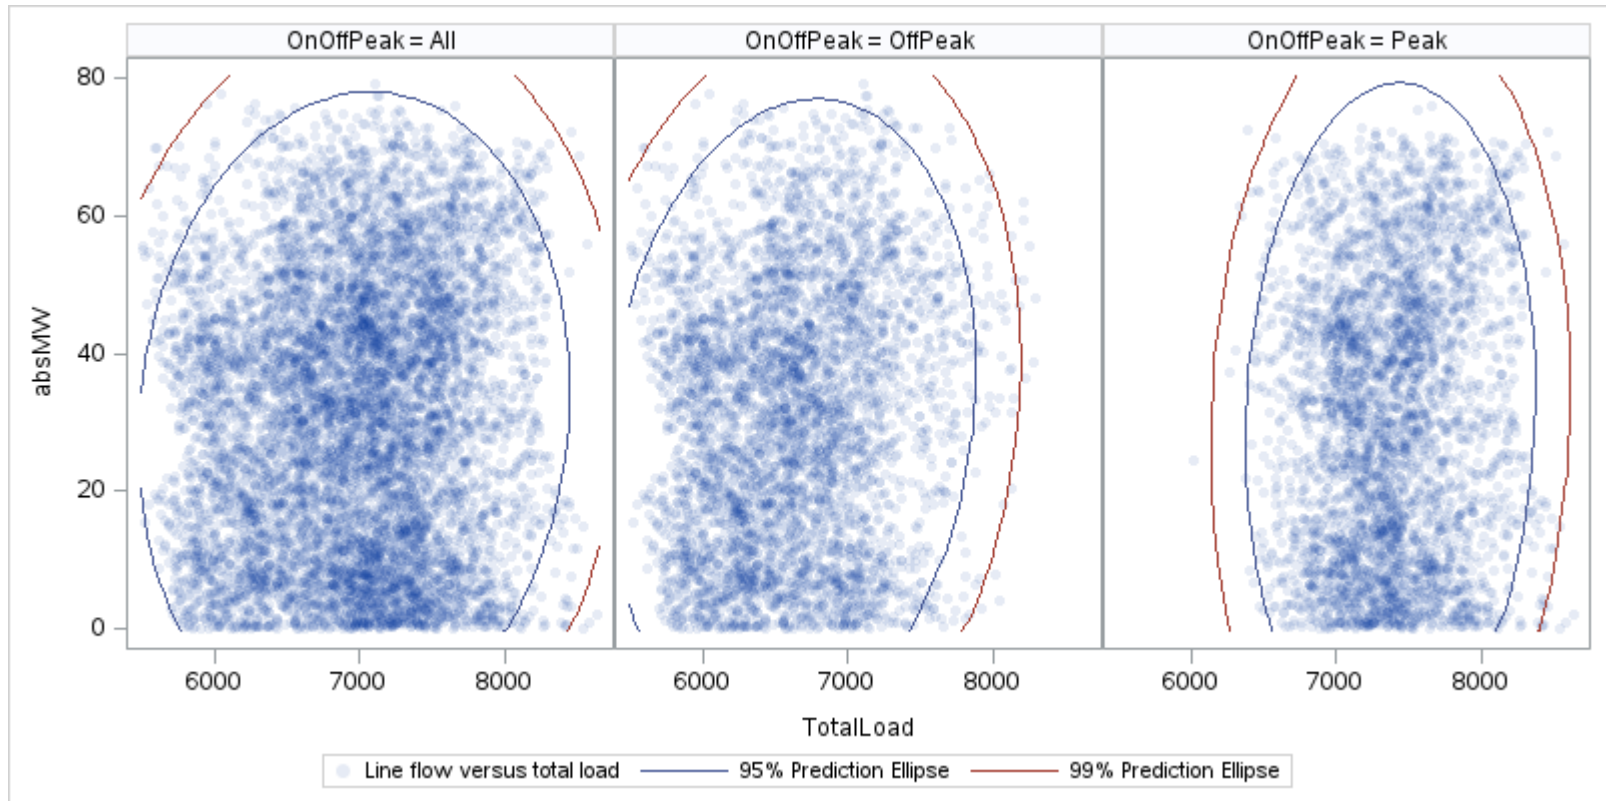 OnOffPeak = All
OnOffPeak = OffPeak
OnOffPeak = Peak
absMW
80
60
40
20
0
6000 7000 8000
6000 7000 8000
6000 7000 8000
TotalLoad
Line flow versus total load
95% Prediction Ellipse
99% Prediction Ellipse